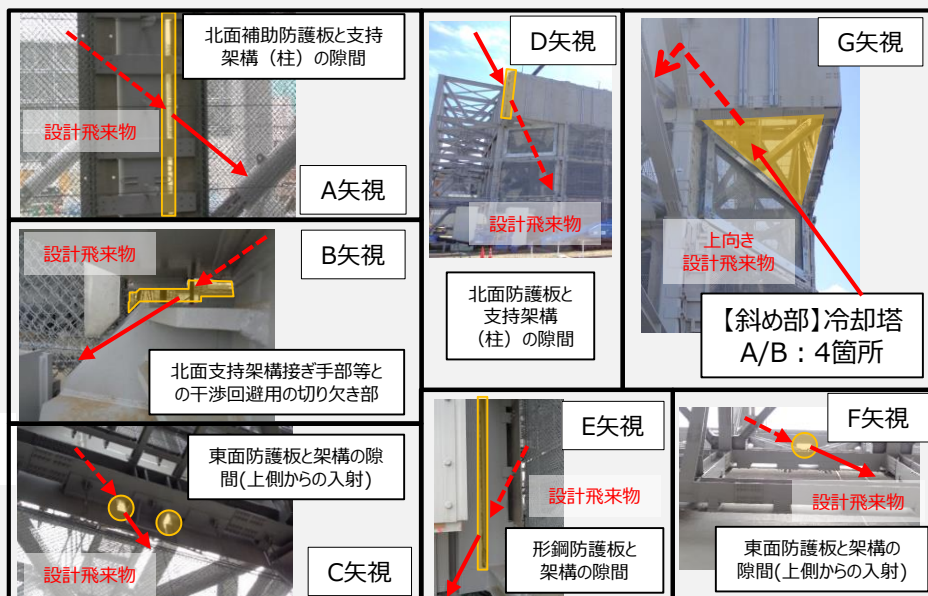 北面補助防護板と支持
架構（柱）の隙間
設計飛来物
A矢視
設計飛来物
B矢視
北面支持架構接ぎ手部等と
の干渉回避用の切り欠き部
東面防護板と架構の隙
間(上側からの入射)
設計飛来物
C矢視
D矢視
設計飛来物
北面防護板と
支持架構
（柱）の隙間
G矢視
上向き
設計飛来物
【斜め部】冷却塔
A/B：4箇所
E矢視
設計飛来物
形鋼防護板と
架構の隙間
F矢視
設計飛来物
東面防護板と架構の
隙間(上側からの入射)